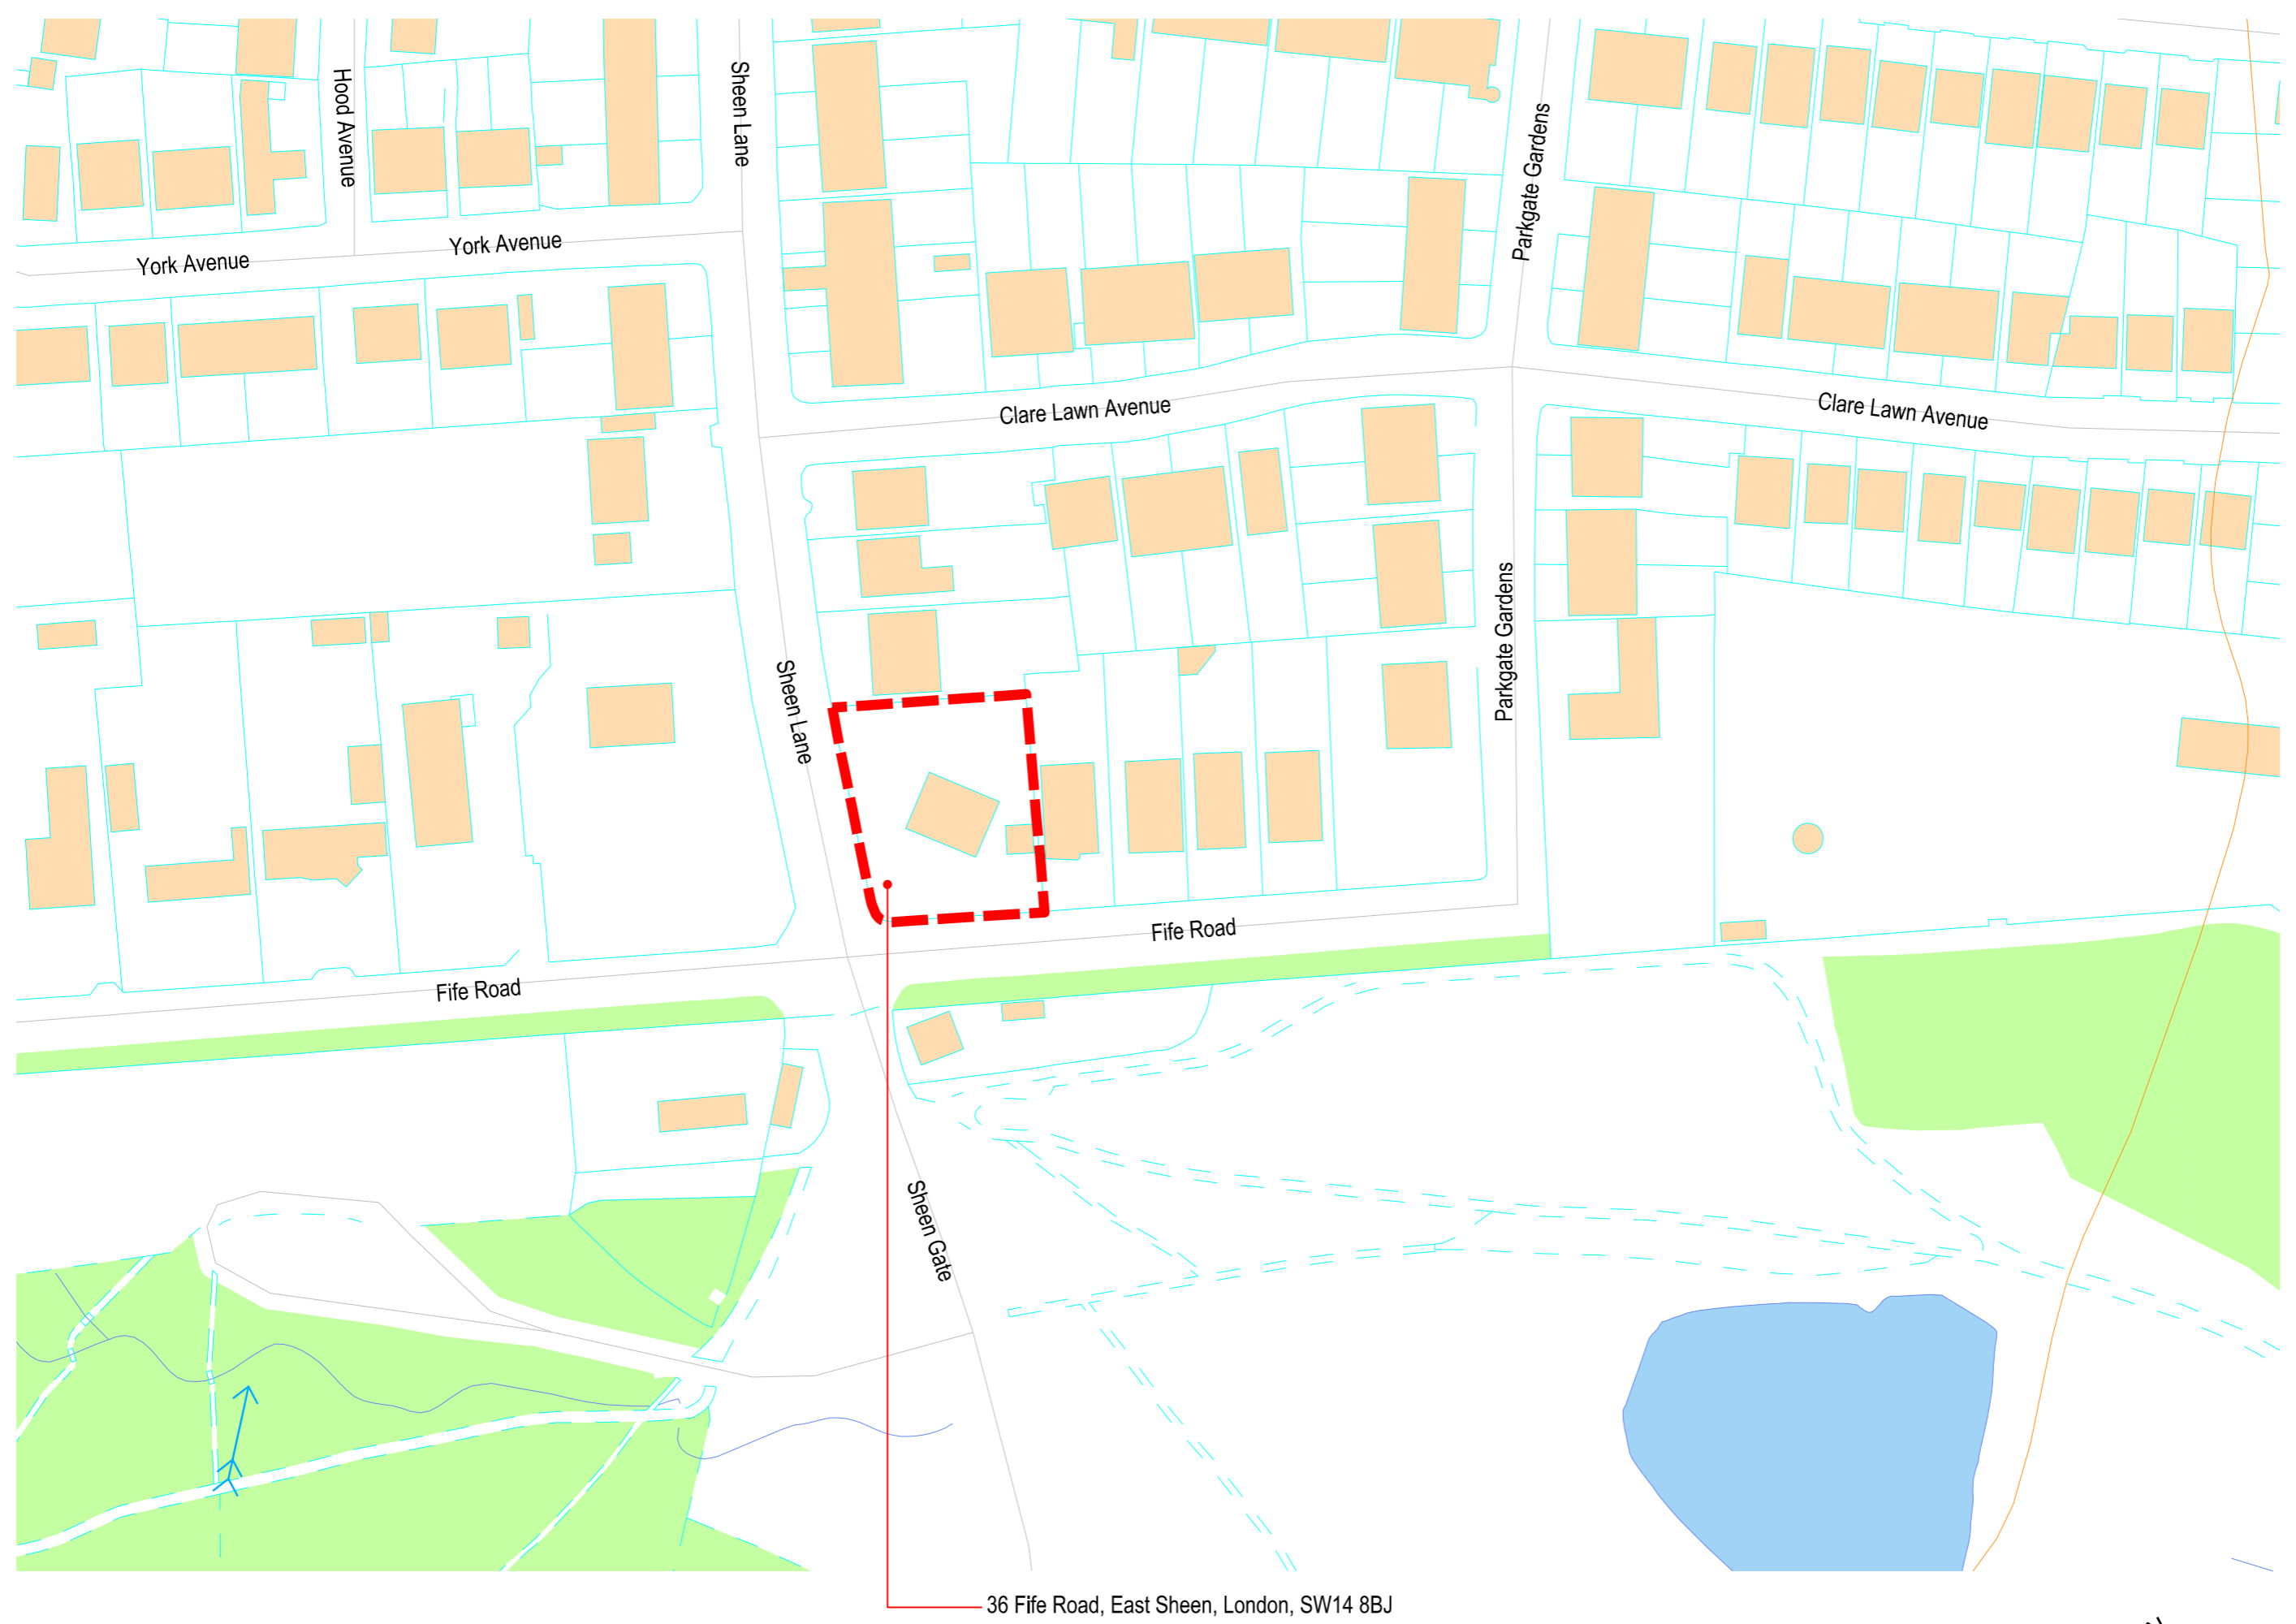 Hood Avenue
Sheen Lane
Parkgate Gardens
York Avenue
York Avenue
Clare Lawn Avenue
Clare Lawn Avenue
Sheen Lane
Parkgate Gardens
Fife Road
Fife Road
Sheen Gate
36 Fife Road, East Sheen, London, SW14 8BJ